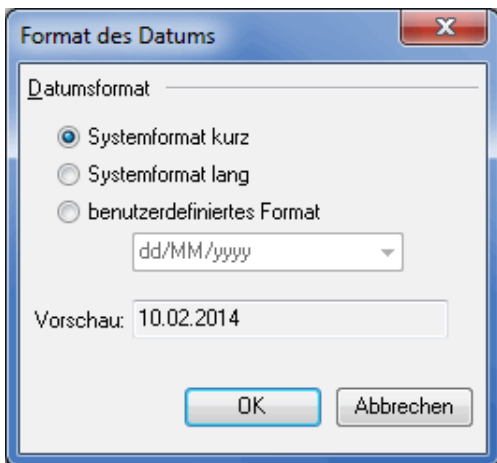 Format des Datums
Datumsformat
Systemformat kurz
Systemformat lang
benutzerdefiniertes Format
dd/MM/yyyy
Vorschau: 10.02.2014
OK Abbrechen